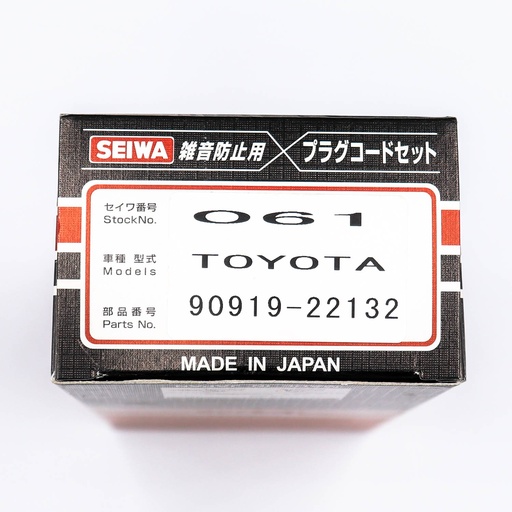 SEIWA 雑音防止用 プラグコードセット
セイワ番号 061
StockNo.
車種 型式 TOYOTA
Models
部品番号 90919-22132
Parts No.
MADE IN JAPAN